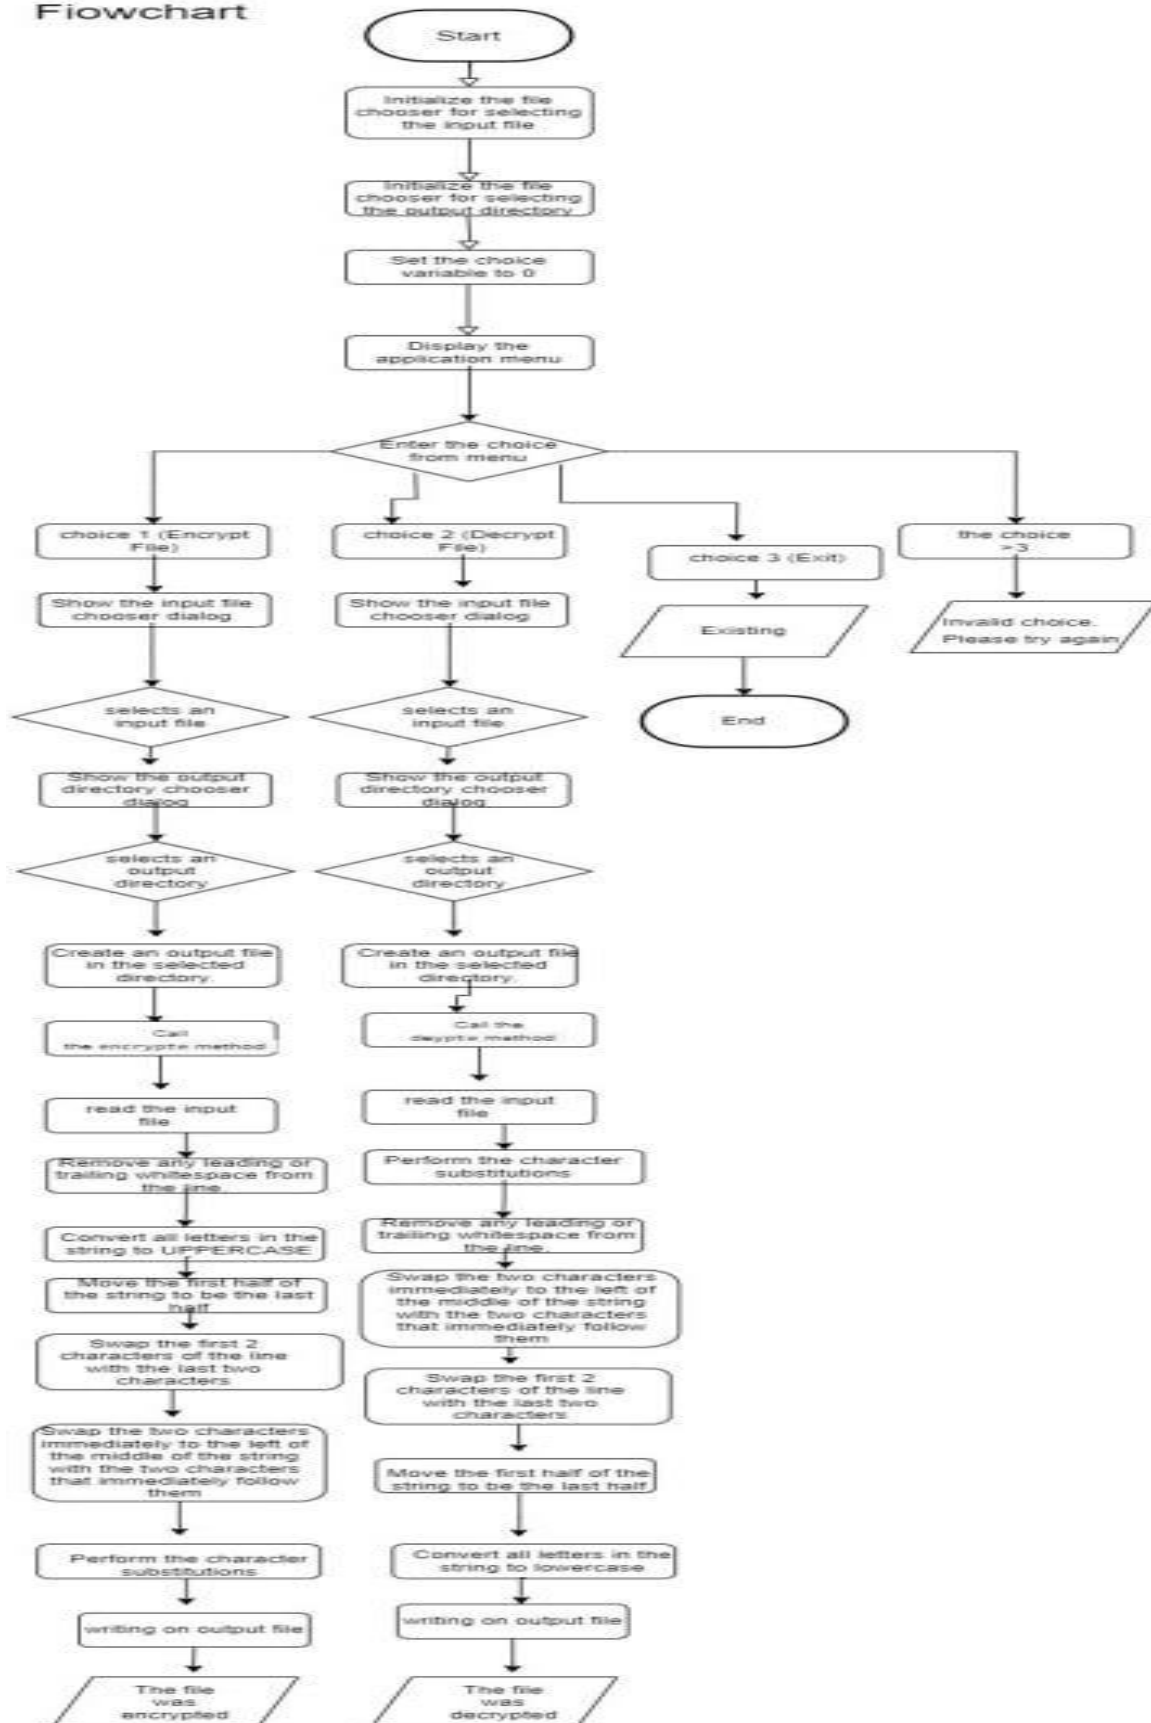 Fiowchart
Start
Initialize the file
chooser for selecting
the input file
Initialize the file
chooser for selecting
the output directory
Set the choice
variable to 0
Display the
application menu
Enter the choice
from menu
choice 1 (Encrypt
File)
Show the input file
chooser dialog
selects an
input file
Show the output
directory chooser
dialog
selects an
output
directory
Create an output file
in the selected
directory.
Call
the encrypte method
read the input
file
Remove any leading or
trailing whitespace from
the line.
Convert all letters in the
string to UPPERCASE
Move the first half of
the string to be the last
half
Swap the first 2
characters of the line
with the last two
characters
Swap the two characters
immediately to the left of
the middle of the string
with the two characters
that immediately follow
them
Perform the character
substitutions
writing on output file
The file
was
encrypted
choice 2 (Decrypt
File)
Show the input file
chooser dialog
selects an
input file
Show the output
directory chooser
dialog
selects an
output
directory
Create an output file
in the selected
directory.
Call the
deypte method
read the input
file
Perform the character
substitutions
Remove any leading or
trailing whitespace from
the line.
Swap the two characters
immediately to the left of
the middle of the string
with the two characters
that immediately follow
them
Swap the first 2
characters of the line
with the last two
characters
Move the first half of the
string to be the last half
Convert all letters in the
string to lowercase
writing on output file
The file
was
decrypted
choice 3 (Exit)
Existing
End
the choice
>3
Invalid choice.
Please try again